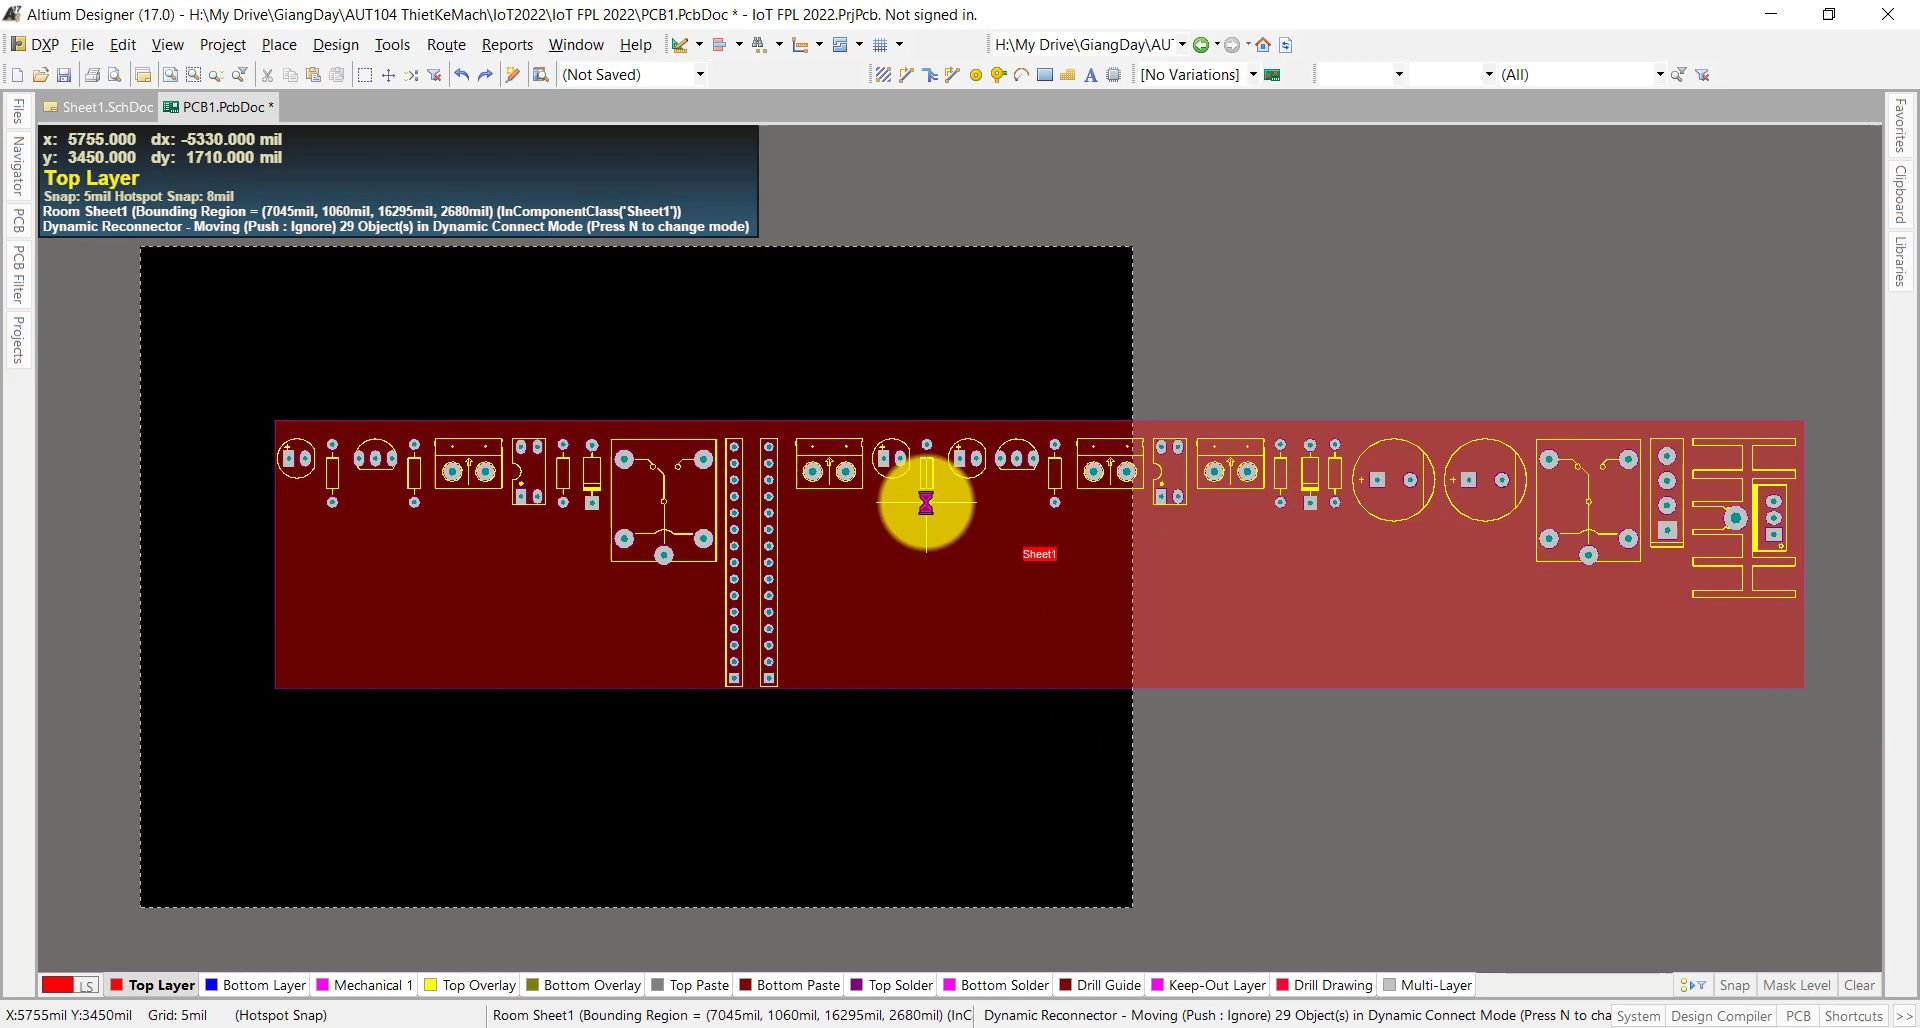 Altium Designer (17.0) - H:\My Drive\GiangDay\AUT104 ThietKeMach\IoT2022\IoT FPL 2022\PCB1.PcbDoc * - IoT FPL 2022.PrjPcb. Not signed in.
DXP File Edit View Project Place Design Tools Route Reports Window Help H:\My Drive\GiangDay\AU
(Not Saved) A [No Variations] (All)
Sheet1.SchDoc PCB1.PcbDoc *
x: 5755.000 dx: -5330.000 mil
y: 3450.000 dy: 1710.000 mil
Top Layer
Snap: 5mil Hotspot Snap: 8mil
Room Sheet1 (Bounding Region = (7045mil, 1060mil, 16295mil, 2680mil) (InComponentClass('Sheet1'))
Dynamic Reconnector - Moving (Push : Ignore) 29 Object(s) in Dynamic Connect Mode (Press N to change mode)
Files
Navigator
PCB
PCB Filter
Projects
Favorites
Clipboard
Libraries
Sheet1
LS Top Layer Bottom Layer Mechanical 1 Top Overlay Bottom Overlay Top Paste Bottom Paste Top Solder Bottom Solder Drill Guide Keep-Out Layer Drill Drawing Multi-Layer Snap Mask Level Clear
X:5755mil Y:3450mil Grid: 5mil (Hotspot Snap) Room Sheet1 (Bounding Region = (7045mil, 1060mil, 16295mil, 2680mil) (InC Dynamic Reconnector - Moving (Push : Ignore) 29 Object(s) in Dynamic Connect Mode (Press N to cha System Design Compiler PCB Shortcuts >>